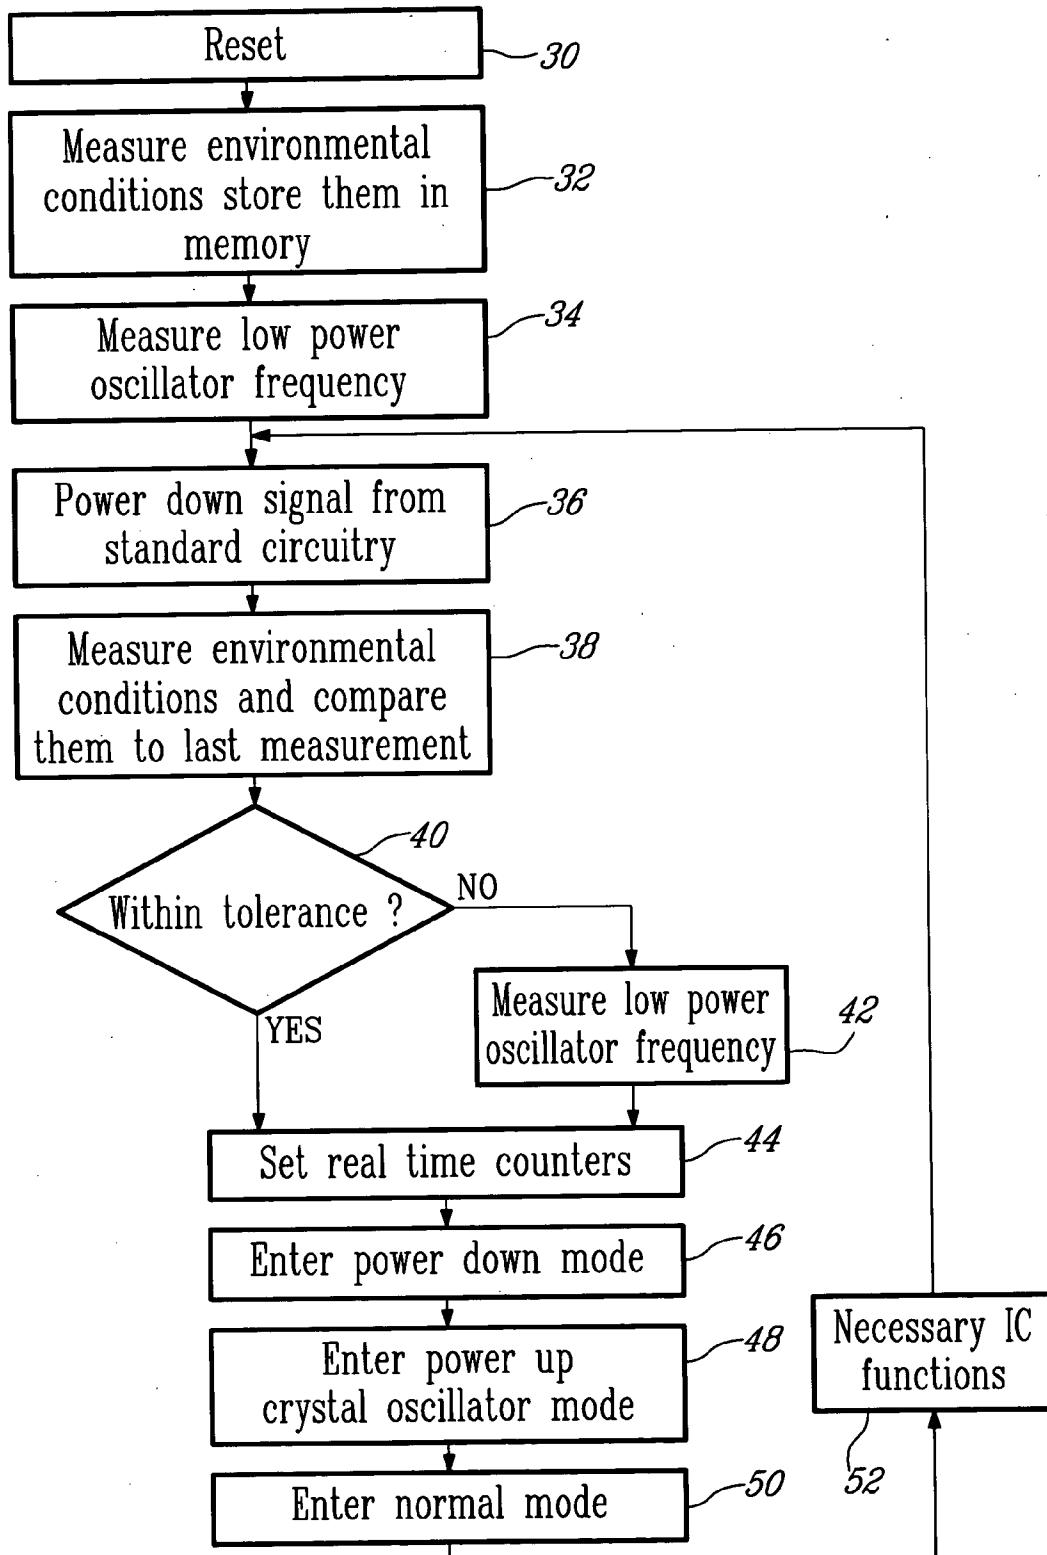 Reset
30
Measure environmental
conditions store them in
memory
32
Measure low power
oscillator frequency
34
Power down signal from
standard circuitry
36
Measure environmental
conditions and compare
them to last measurement
38
Within tolerance ?
40
NO
YES
Measure low power
oscillator frequency
42
Set real time counters
44
Enter power down mode
46
Enter power up
crystal oscillator mode
48
Enter normal mode
50
Necessary IC
functions
52